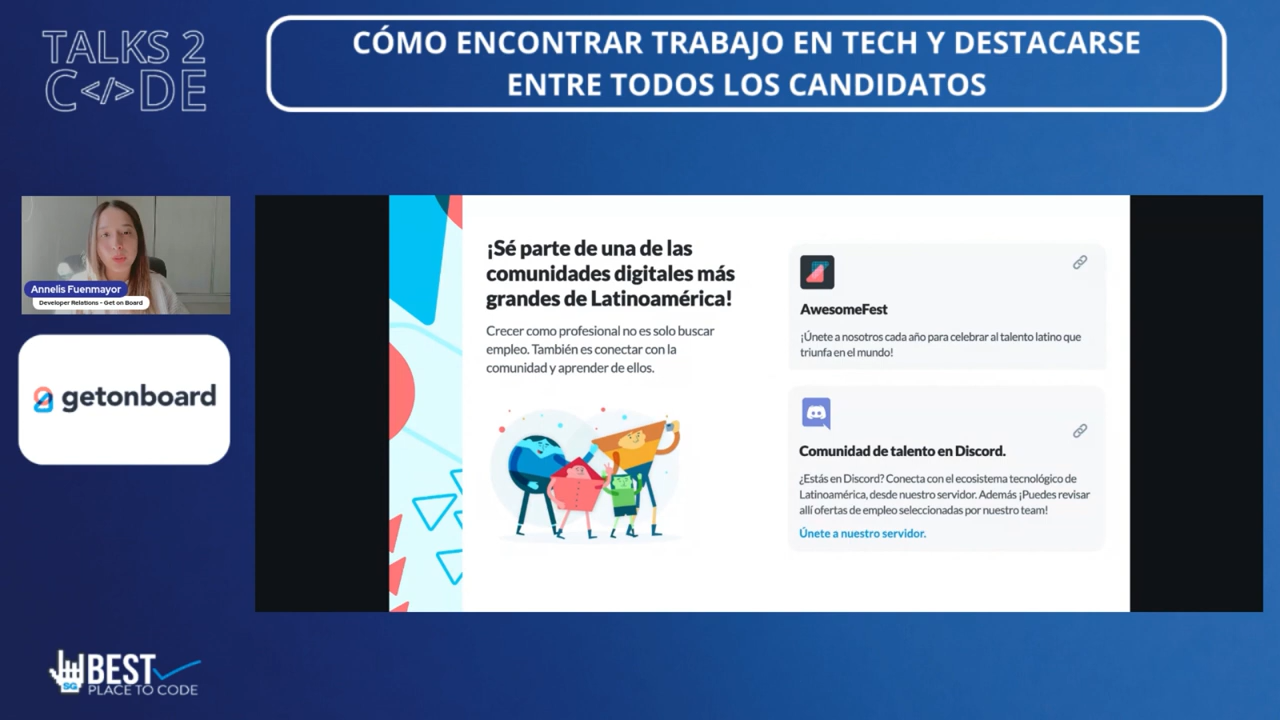 TALKS 2
C</>DE
CÓMO ENCONTRAR TRABAJO EN TECH Y DESTACARSE
ENTRE TODOS LOS CANDIDATOS
Annelis Fuenmayor
Developer Relations - Get on Board
getonboard
¡Sé parte de una de las
comunidades digitales más
grandes de Latinoamérica!
Crecer como profesional no es solo buscar
empleo. También es conectar con la
comunidad y aprender de ellos.
AwesomeFest
¡Únete a nosotros cada año para celebrar al talento latino que
triunfa en el mundo!
Comunidad de talento en Discord.
¿Estás en Discord? Conecta con el ecosistema tecnológico de
Latinoamérica, desde nuestro servidor. Además ¡Puedes revisar
allí ofertas de empleo seleccionadas por nuestro team!
Únete a nuestro servidor.
SG
BEST
PLACE TO CODE